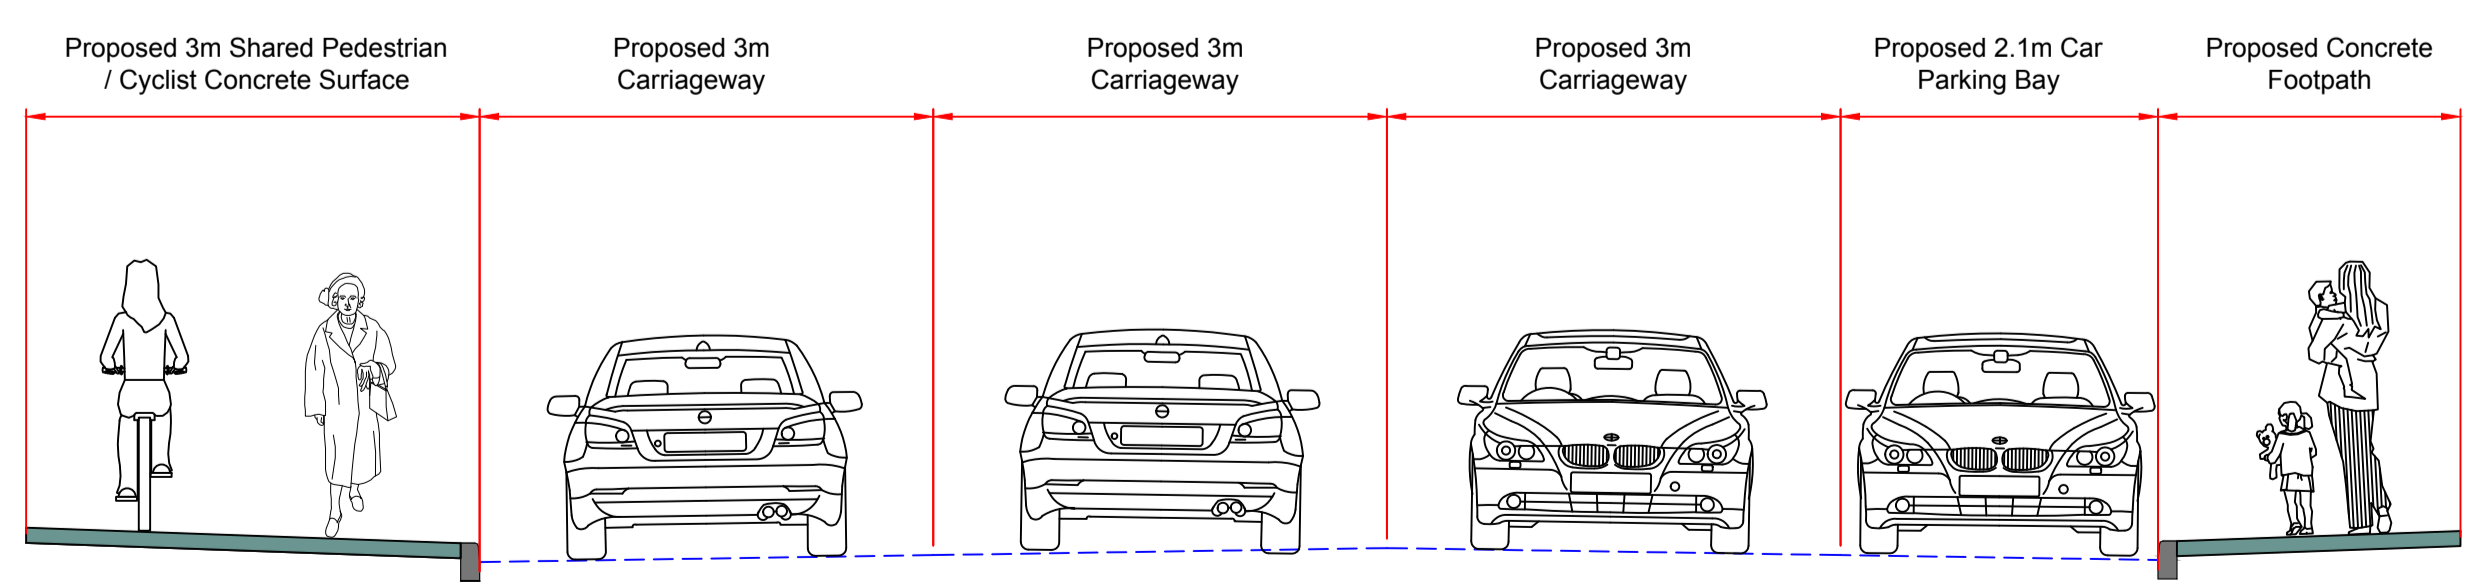 Proposed 3m Shared Pedestrian
/ Cyclist Concrete Surface
Proposed 3m
Carriageway
Proposed 3m
Carriageway
Proposed 3m
Carriageway
Proposed 2.1m Car
Parking Bay
Proposed Concrete
Footpath